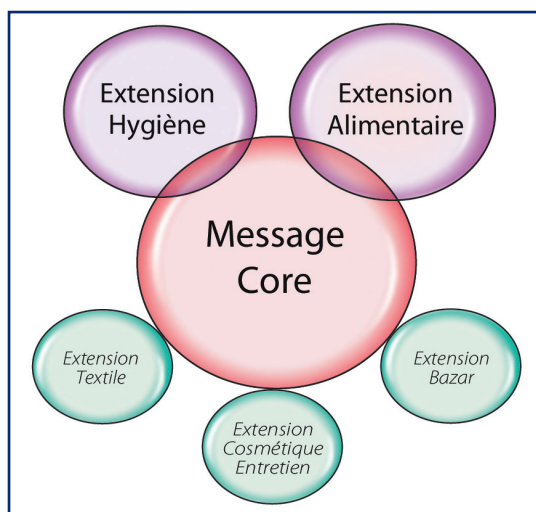 Extension
Hygiène
Extension
Alimentaire
Message
Core
Extension
Textile
Extension
Bazar
Extension
Cosmétique
Entretien